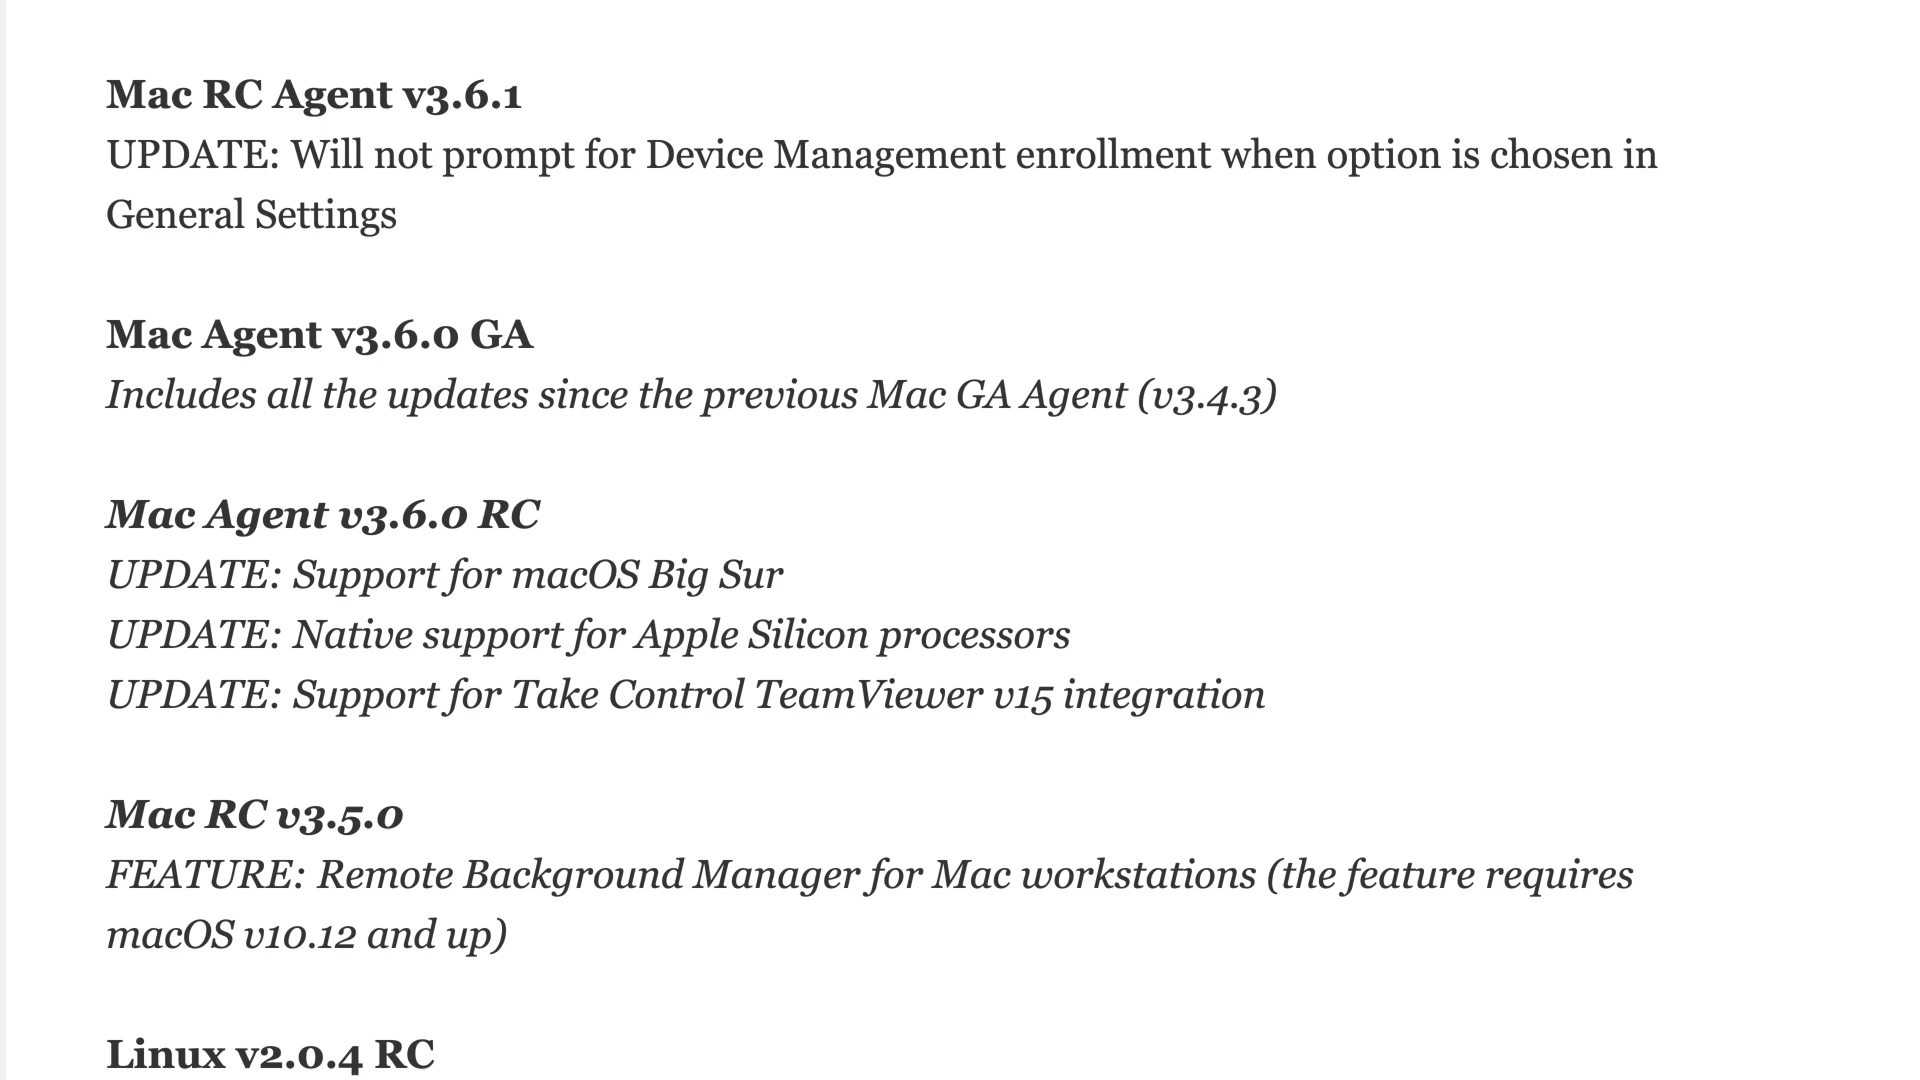 Mac RC Agent v3.6.1
UPDATE: Will not prompt for Device Management enrollment when option is chosen in
General Settings
Mac Agent v3.6.0 GA
Includes all the updates since the previous Mac GA Agent (v3.4.3)
Mac Agent v3.6.0 RC
UPDATE: Support for macOS Big Sur
UPDATE: Native support for Apple Silicon processors
UPDATE: Support for Take Control TeamViewer v15 integration
Mac RC v3.5.0
FEATURE: Remote Background Manager for Mac workstations (the feature requires
macOS v10.12 and up)
Linux v2.0.4 RC